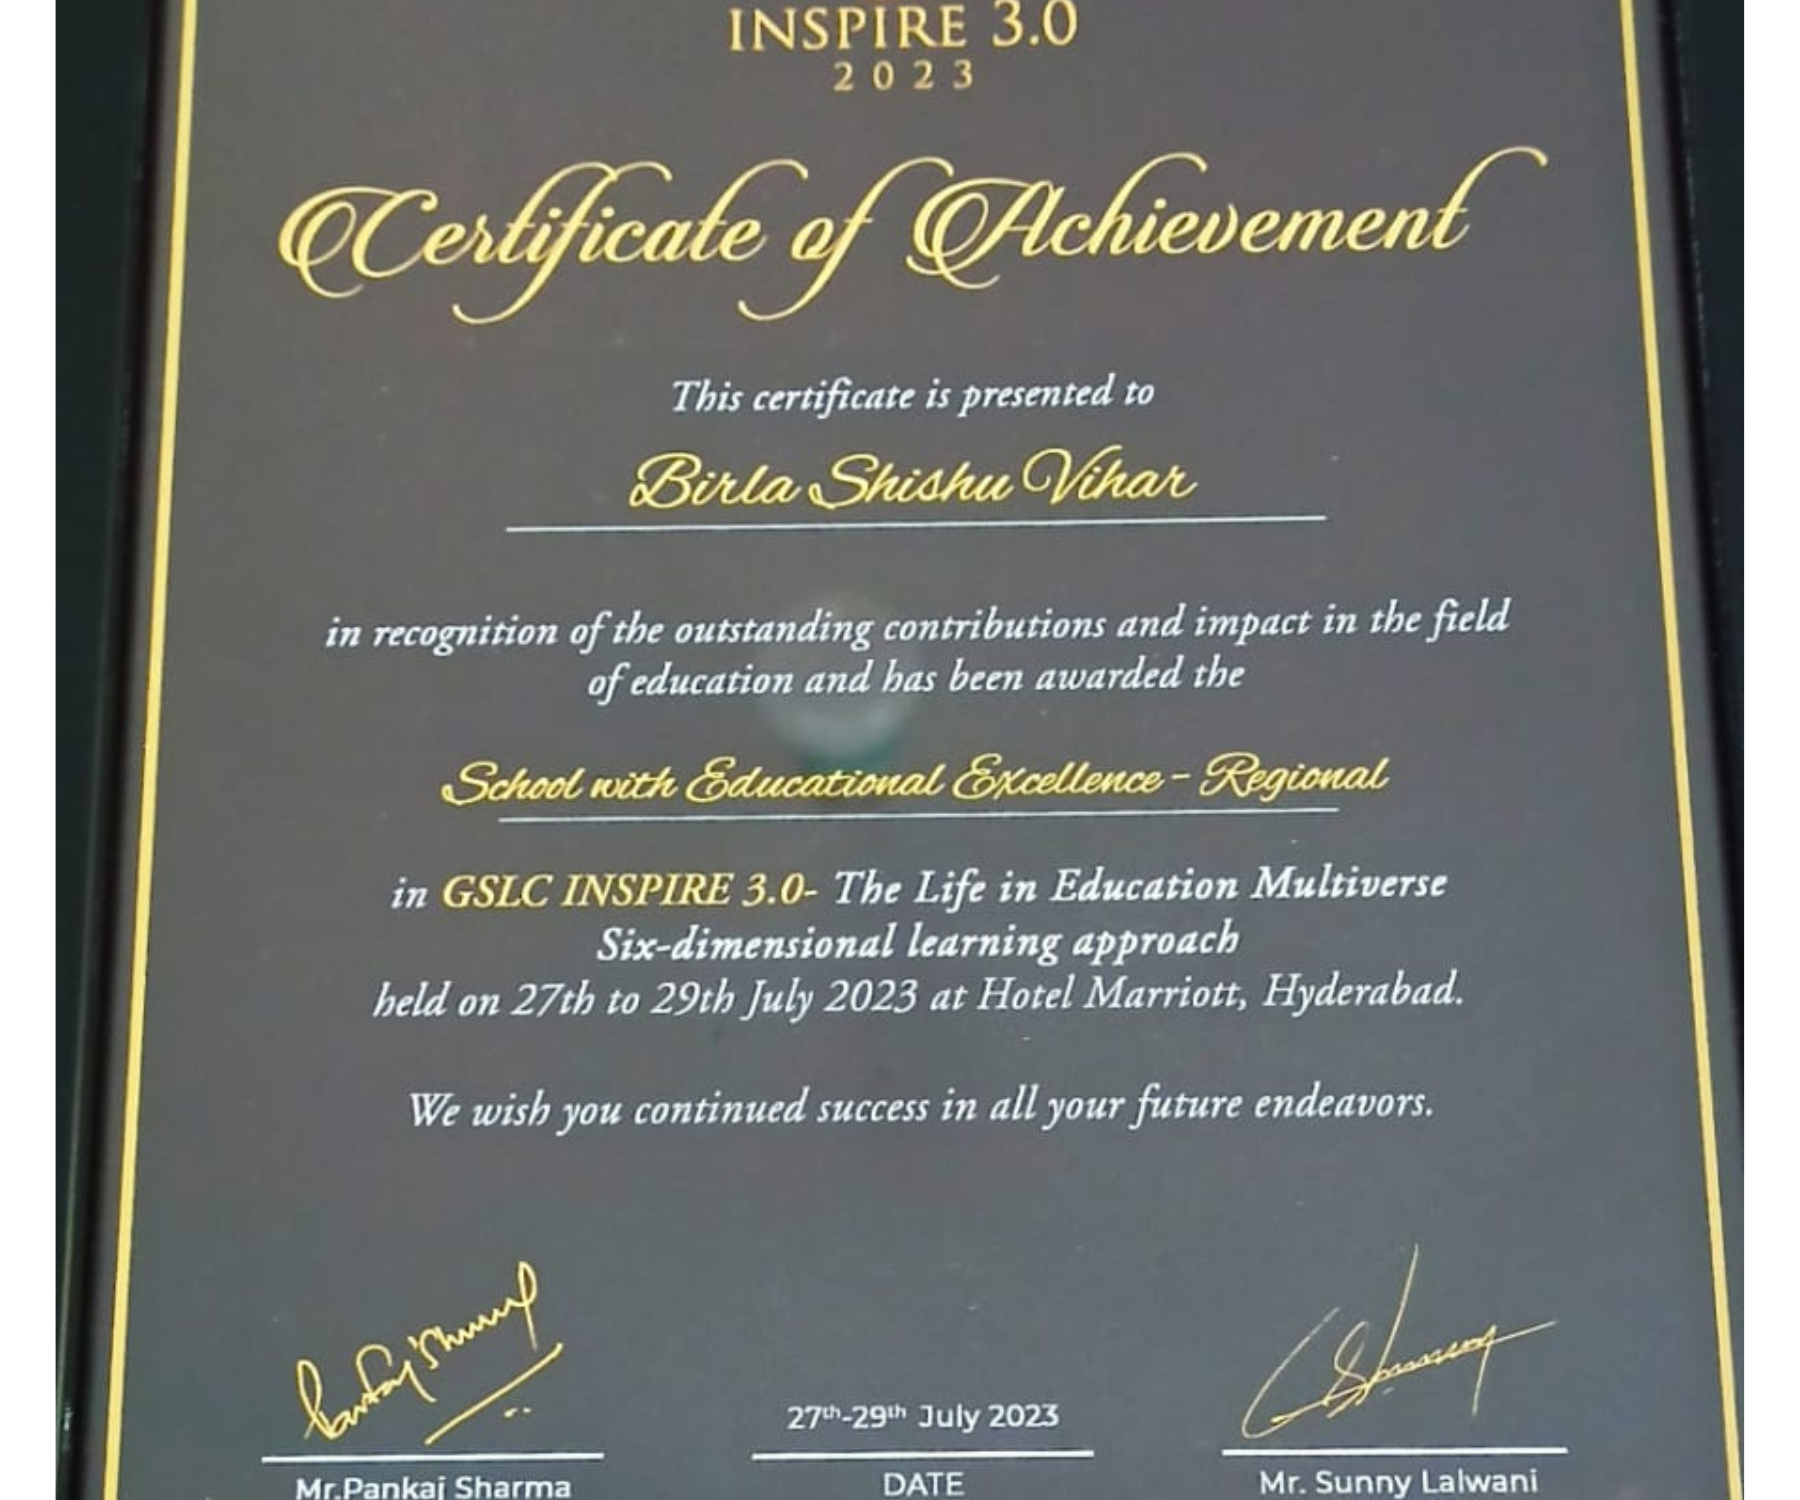 INSPIRE 3.0
2023
Certificate of Achievement
This certificate is presented to
Birla Shishu Vihar
in recognition of the outstanding contributions and impact in the field
of education and has been awarded the
School with Educational Excellence - Regional
in GSLC INSPIRE 3.0- The Life in Education Multiverse
Six-dimensional learning approach
held on 27th to 29th July 2023 at Hotel Marriott, Hyderabad.
We wish you continued success in all your future endeavors.
27th-29th July 2023
Mr.Pankaj Sharma
DATE
Mr. Sunny Lalwani